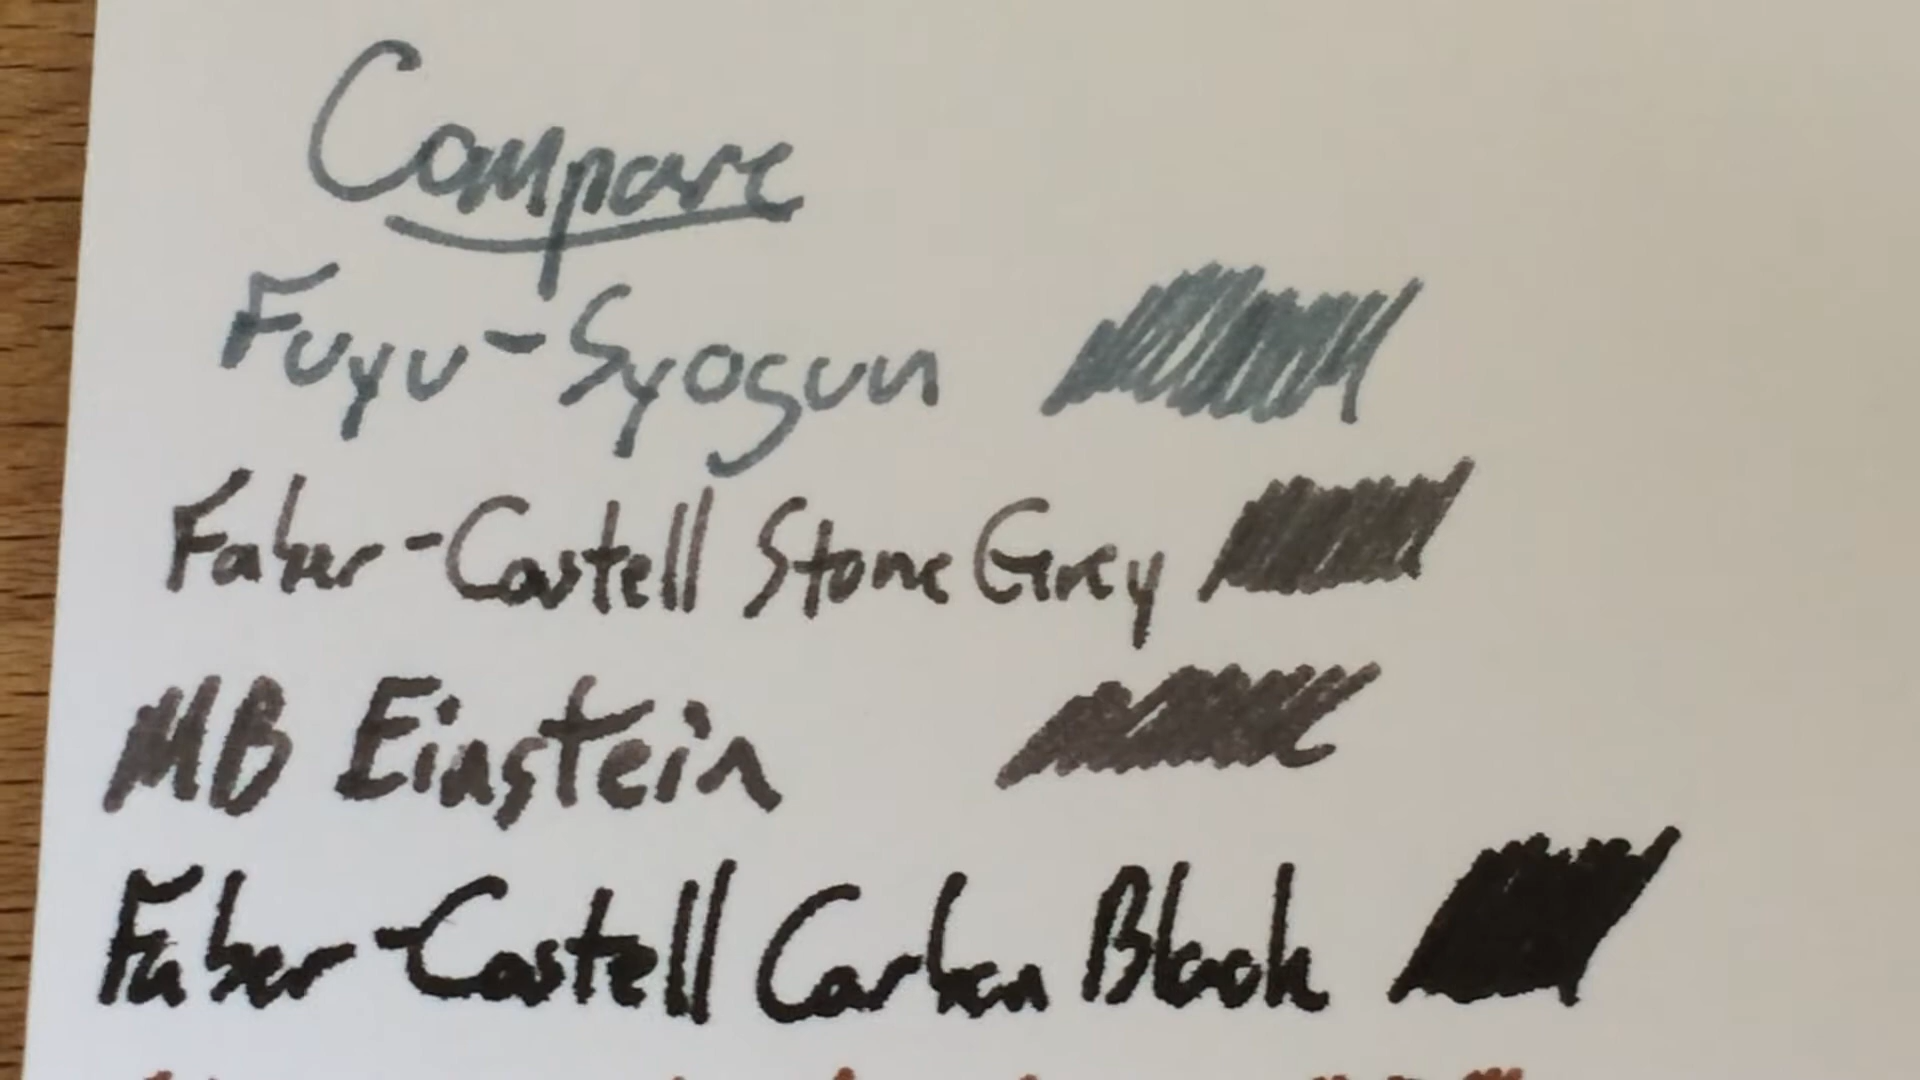 Compare
Fuyu-Syogun
Faber-Castell Stone Grey
MB Einstein
Faber-Castell Carbon Black